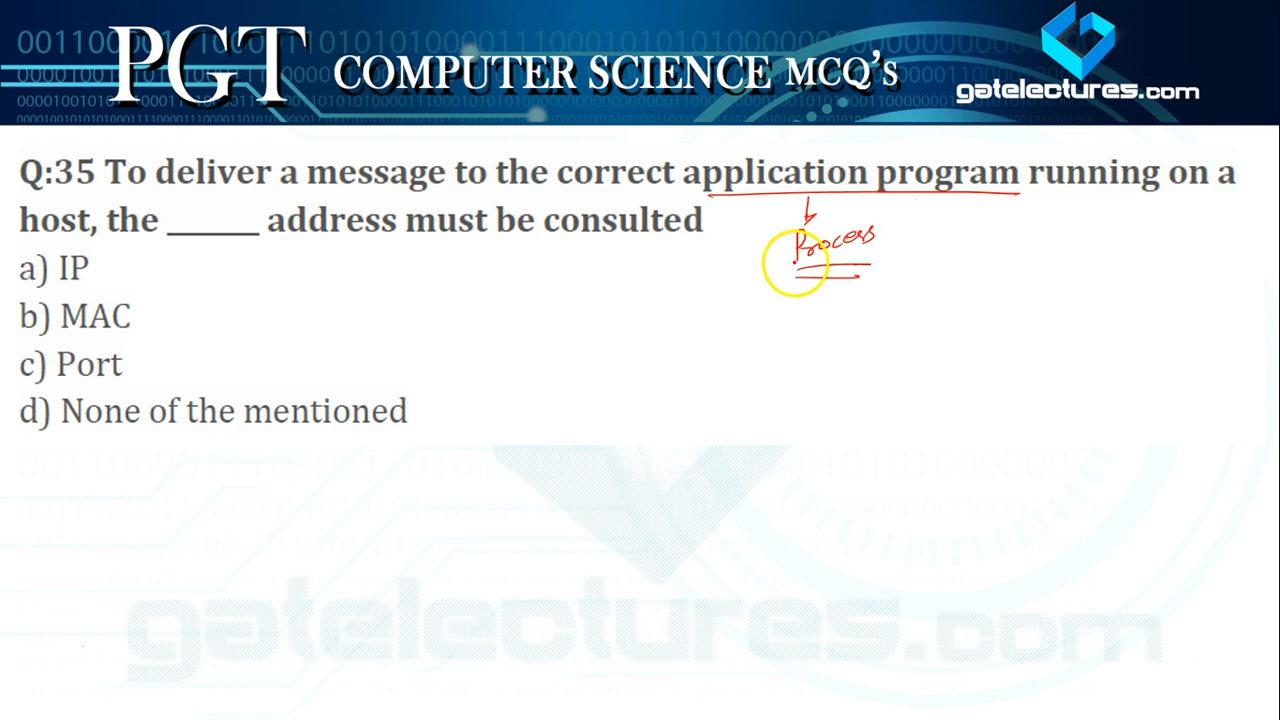 PGT COMPUTER SCIENCE MCQ's
gatelectures.com
Q:35 To deliver a message to the correct application program running on a
host, the _______ address must be consulted
Process
a) IP
b) MAC
c) Port
d) None of the mentioned
gatelectures.com